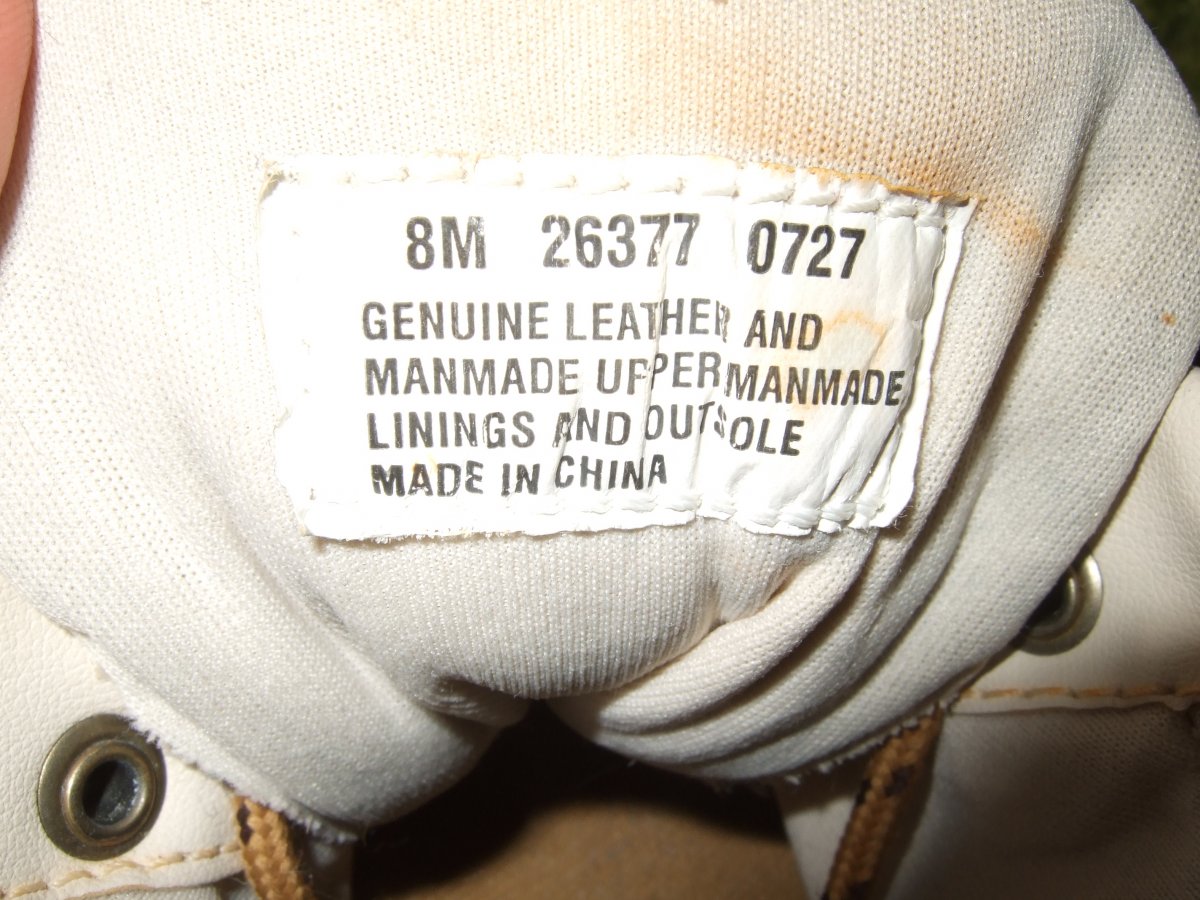 8M 26377 0727
GENUINE LEATHER AND
MANMADE UPPER MANMADE
LININGS AND OUTSOLE
MADE IN CHINA